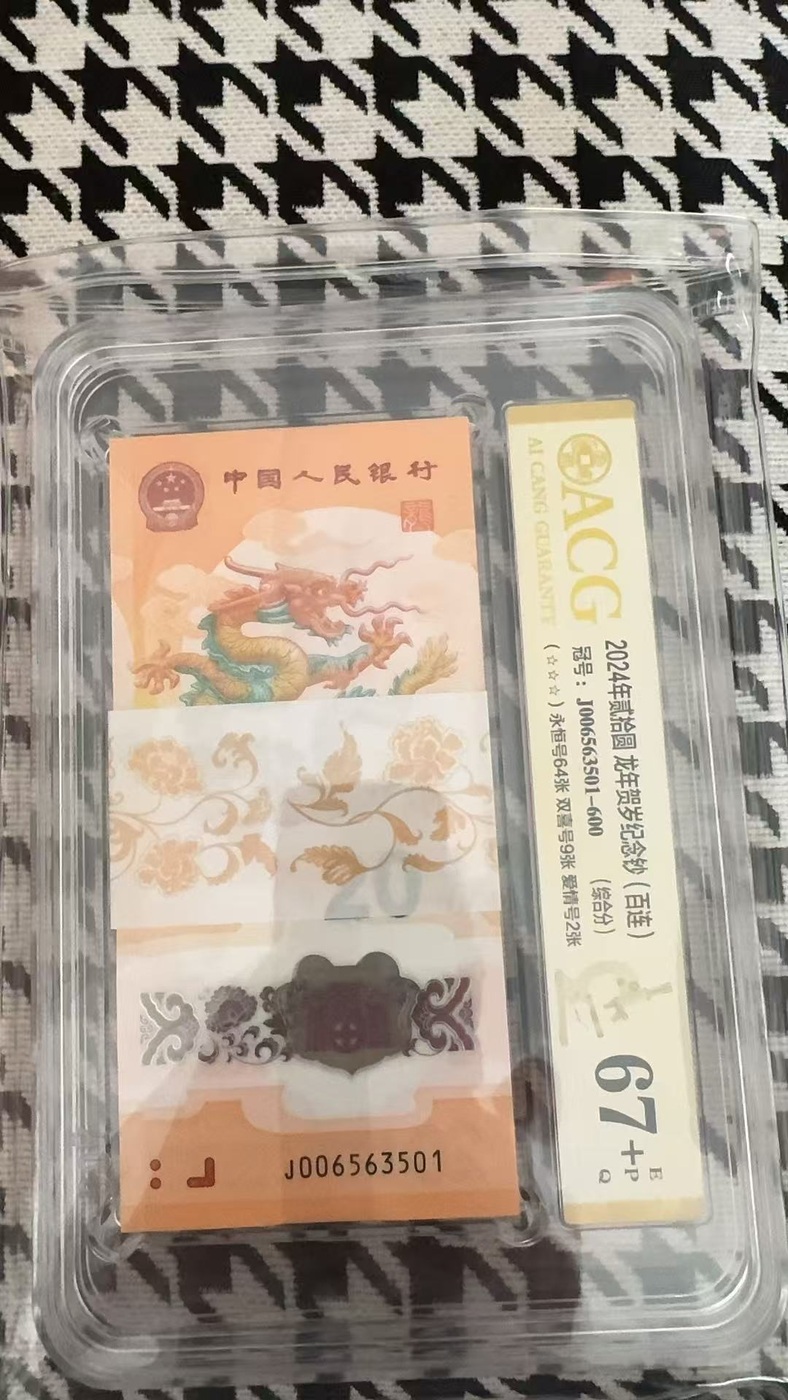 中国人民银行
20
J006563501
ACG
AI CANG GUARANTY
2024年贰拾圆 龙年贺岁纪念钞（百连）
冠号：J006563501-600 （综合分）
（☆☆☆）永恒号64张 双喜号9张 爱情号2张
67+
E
P
Q